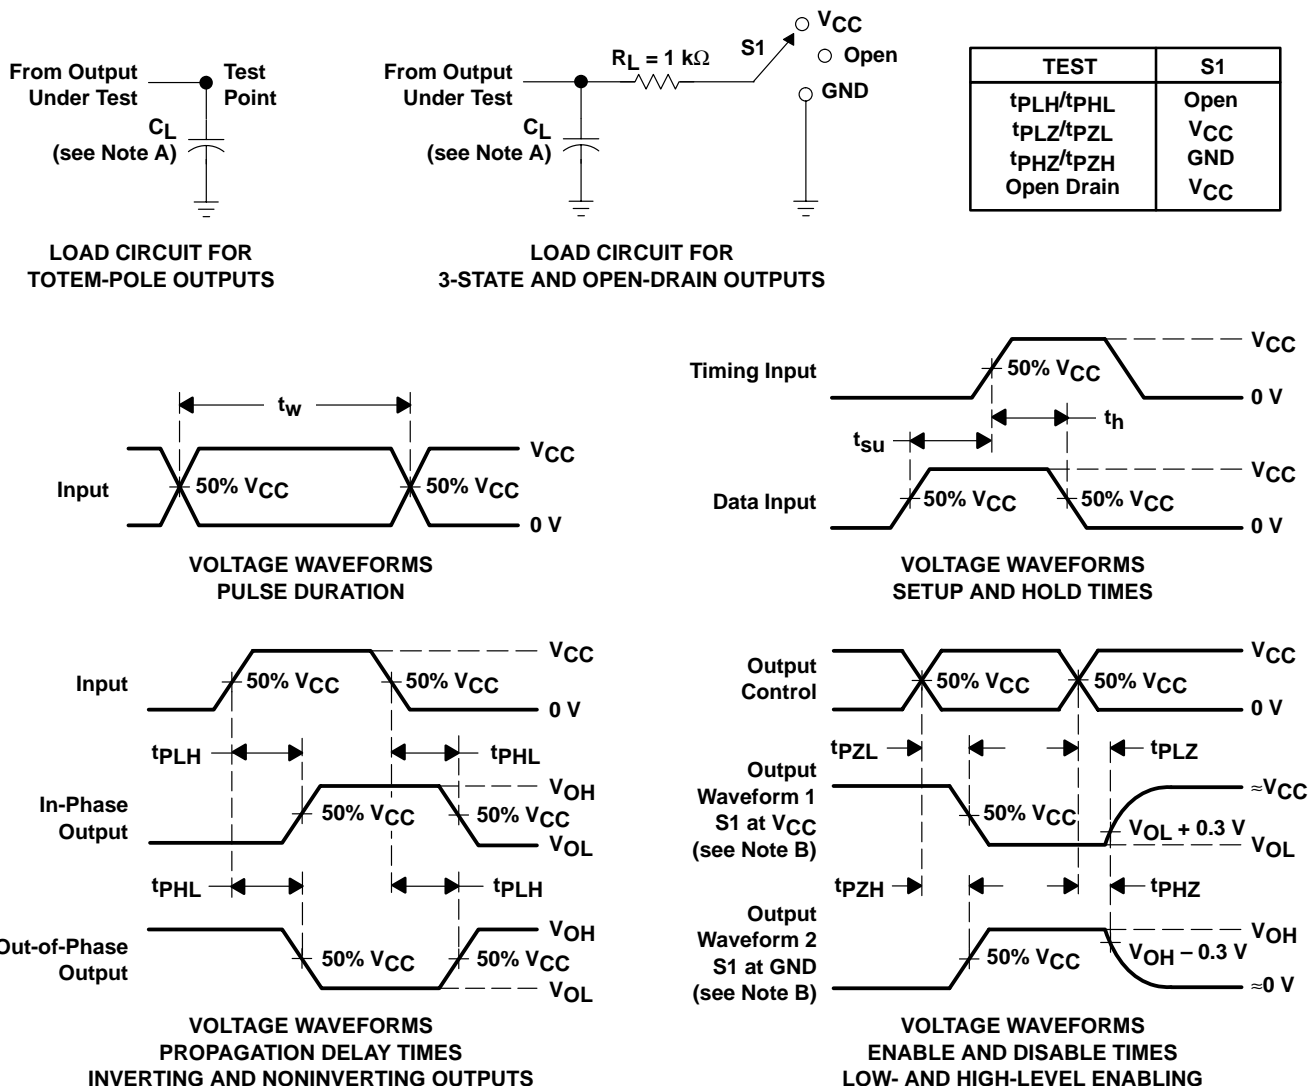 From Output
Under Test
Test
Point
CL
(see Note A)
LOAD CIRCUIT FOR
TOTEM-POLE OUTPUTS
From Output
Under Test
RL = 1 kΩ
S1
VCC
Open
GND
CL
(see Note A)
LOAD CIRCUIT FOR
3-STATE AND OPEN-DRAIN OUTPUTS
TEST S1
tPLH/tPHL Open
tPLZ/tPZL VCC
tPHZ/tPZH GND
Open Drain VCC
tw
Input
50% VCC
50% VCC
VCC
0 V
VOLTAGE WAVEFORMS
PULSE DURATION
Timing Input
50% VCC
VCC
0 V
th
tsu
Data Input
50% VCC
50% VCC
VCC
0 V
VOLTAGE WAVEFORMS
SETUP AND HOLD TIMES
Input
50% VCC
50% VCC
VCC
0 V
tPLH
tPHL
In-Phase
Output
50% VCC
50% VCC
VOH
VOL
tPHL
tPLH
Out-of-Phase
Output
50% VCC
50% VCC
VOH
VOL
VOLTAGE WAVEFORMS
PROPAGATION DELAY TIMES
INVERTING AND NONINVERTING OUTPUTS
Output
Control
50% VCC
50% VCC
VCC
0 V
tPZL
tPLZ
Output
Waveform 1
S1 at VCC
(see Note B)
50% VCC
VOL + 0.3 V
≈VCC
VOL
tPZH
tPHZ
Output
Waveform 2
S1 at GND
(see Note B)
50% VCC
VOH – 0.3 V
VOH
≈0 V
VOLTAGE WAVEFORMS
ENABLE AND DISABLE TIMES
LOW- AND HIGH-LEVEL ENABLING